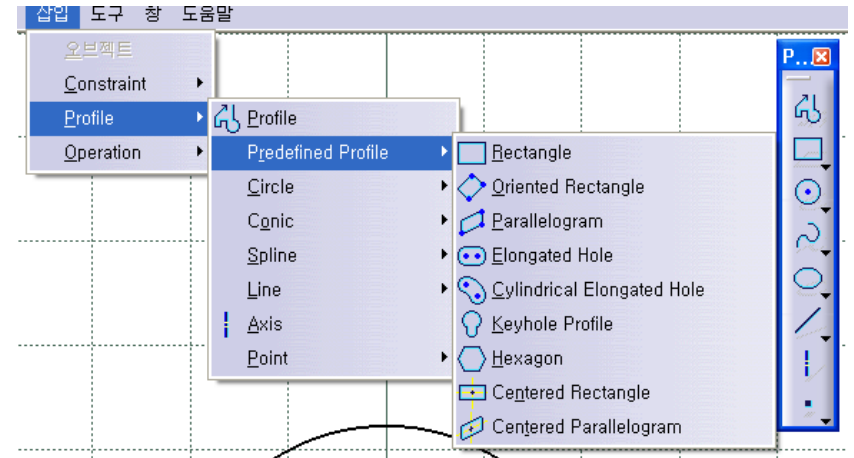 삽입 도구 창 도움말
오브젝트
Constraint
Profile
Operation
Profile
Predefined Profile
Circle
Conic
Spline
Line
Axis
Point
Rectangle
Oriented Rectangle
Parallelogram
Elongated Hole
Cylindrical Elongated Hole
Keyhole Profile
Hexagon
Centered Rectangle
Centered Parallelogram
P...